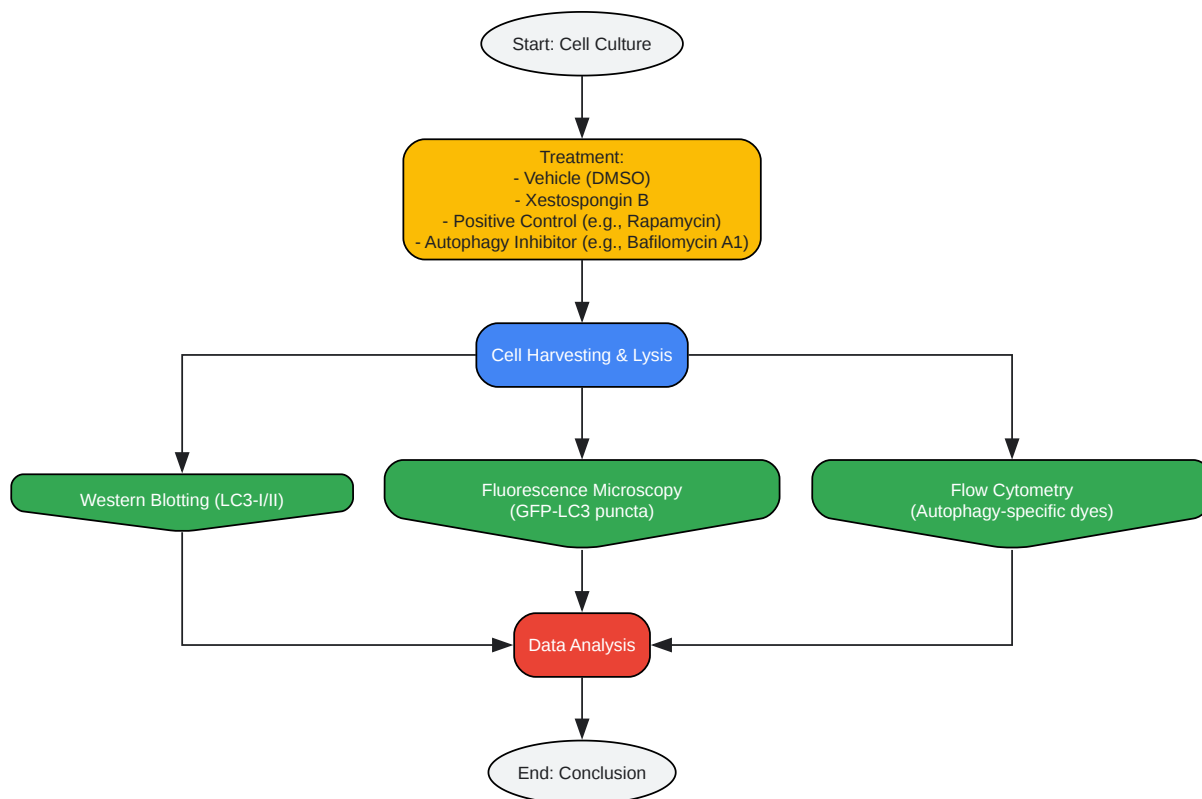 Start: Cell Culture
Treatment:
- Vehicle (DMSO)
- Xestospongin B
- Positive Control (e.g., Rapamycin)
- Autophagy Inhibitor (e.g., Bafilomycin A1)
Cell Harvesting & Lysis
Western Blotting (LC3-I/II)
Fluorescence Microscopy
(GFP-LC3 puncta)
Flow Cytometry
(Autophagy-specific dyes)
Data Analysis
End: Conclusion